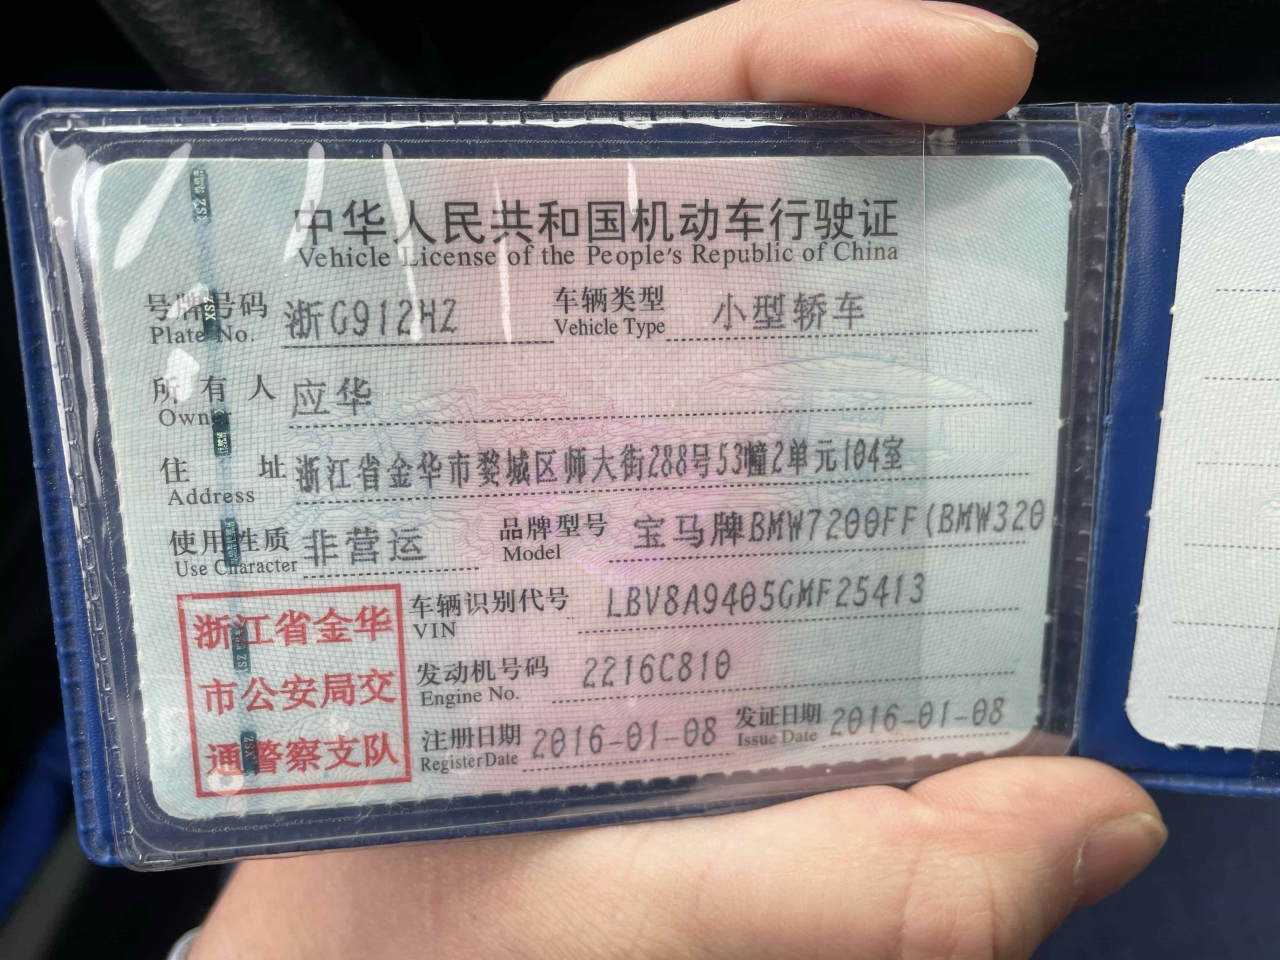 中华人民共和国机动车行驶证
Vehicle License of the People's Republic of China
号牌号码 浙G912HZ 车辆类型 小型轿车
Plate No. Vehicle Type
所有人 应华
Owner
住址 浙江省金华市婺城区师大街288号53幢2单元104室
Address
使用性质 非营运 品牌型号 宝马牌BMW7200FF(BMW320
Use Character Model
浙江省金华
市公安局交
通警察支队
车辆识别代号 LBV8A9405GMF25413
VIN
发动机号码 2216C810
Engine No.
注册日期 2016-01-08 发证日期 2016-01-08
Register Date Issue Date